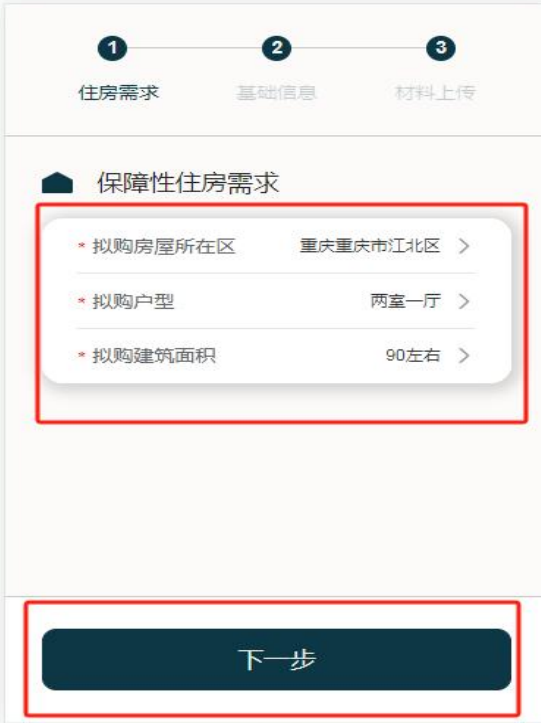 1 2 3
住房需求 基础信息 材料上传
保障性住房需求
* 拟购房屋所在区 重庆重庆市江北区 >
* 拟购户型 两室一厅 >
* 拟购建筑面积 90左右 >
下一步